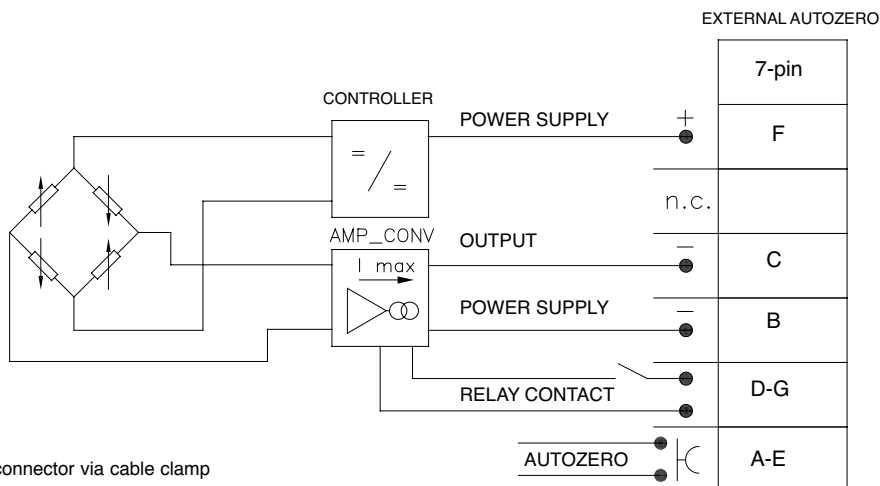 EXTERNAL AUTOZERO
7-pin
CONTROLLER
POWER SUPPLY
+
F
=
/
=
n.c.
AMP_CONV
OUTPUT
−
C
I max
POWER SUPPLY
−
B
RELAY CONTACT
D-G
AUTOZERO
A-E
connector via cable clamp